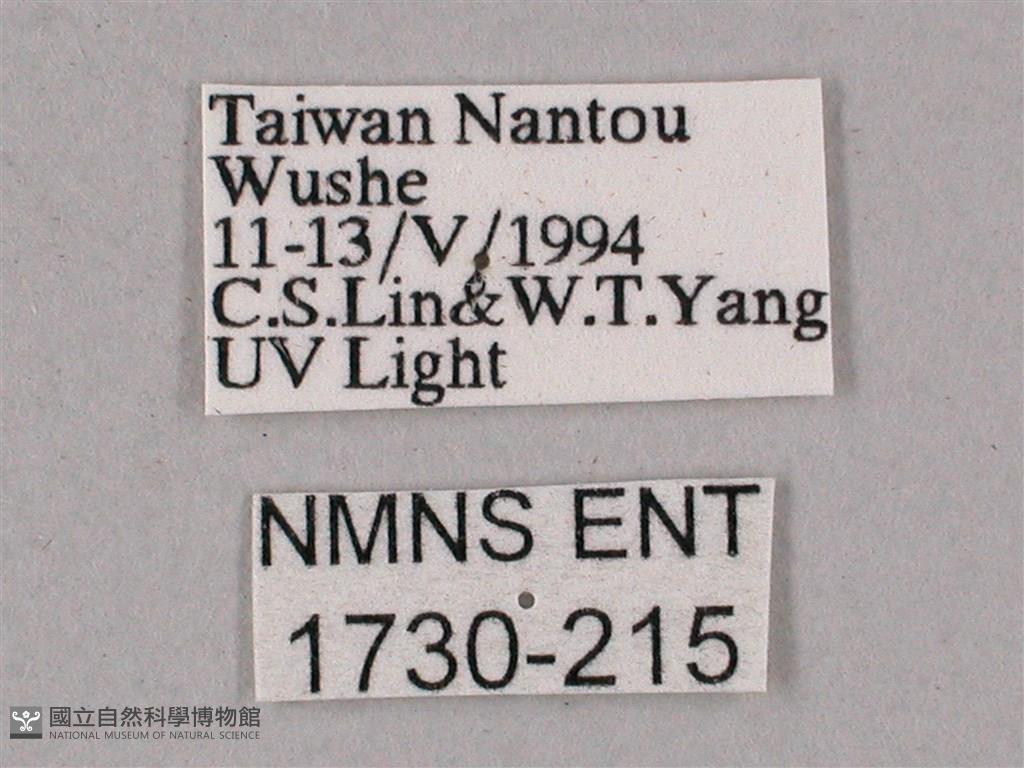 Taiwan Nantou
Wushe
11-13/V/1994
C.S.Lin&W.T.Yang
UV Light
NMNS ENT
1730-215
國立自然科學博物館
NATIONAL MUSEUM OF NATURAL SCIENCE